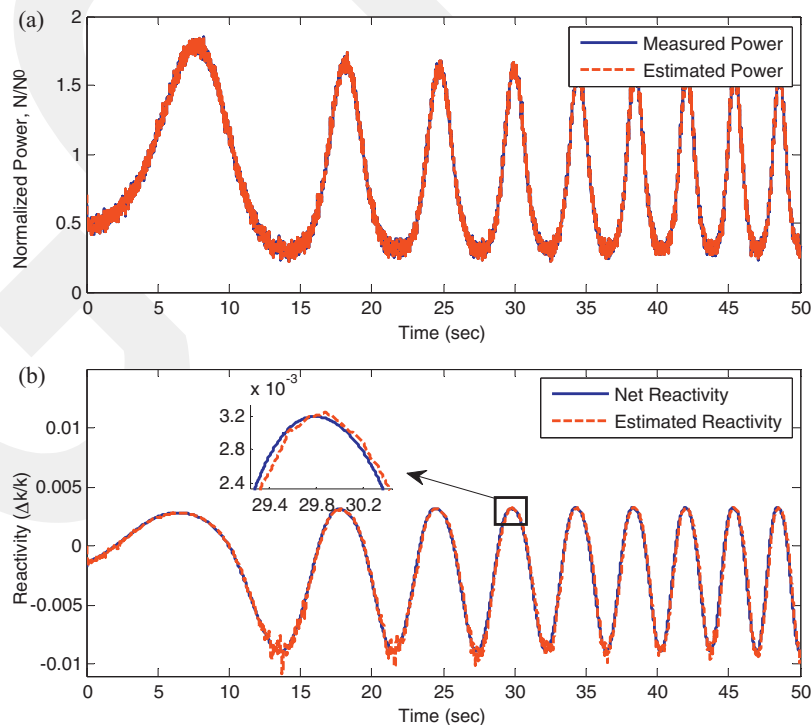 (a)
2
1.5
1
0.5
0
Normalized Power, N/N0
Measured Power
Estimated Power
0 5 10 15 20 25 30 35 40 45 50
Time (sec)
(b)
0.01
0.005
0
-0.005
-0.01
Reactivity (Δk/k)
x 10-3
3.2
2.8
2.4
29.4 29.8 30.2
Net Reactivity
Estimated Reactivity
0 5 10 15 20 25 30 35 40 45 50
Time (sec)